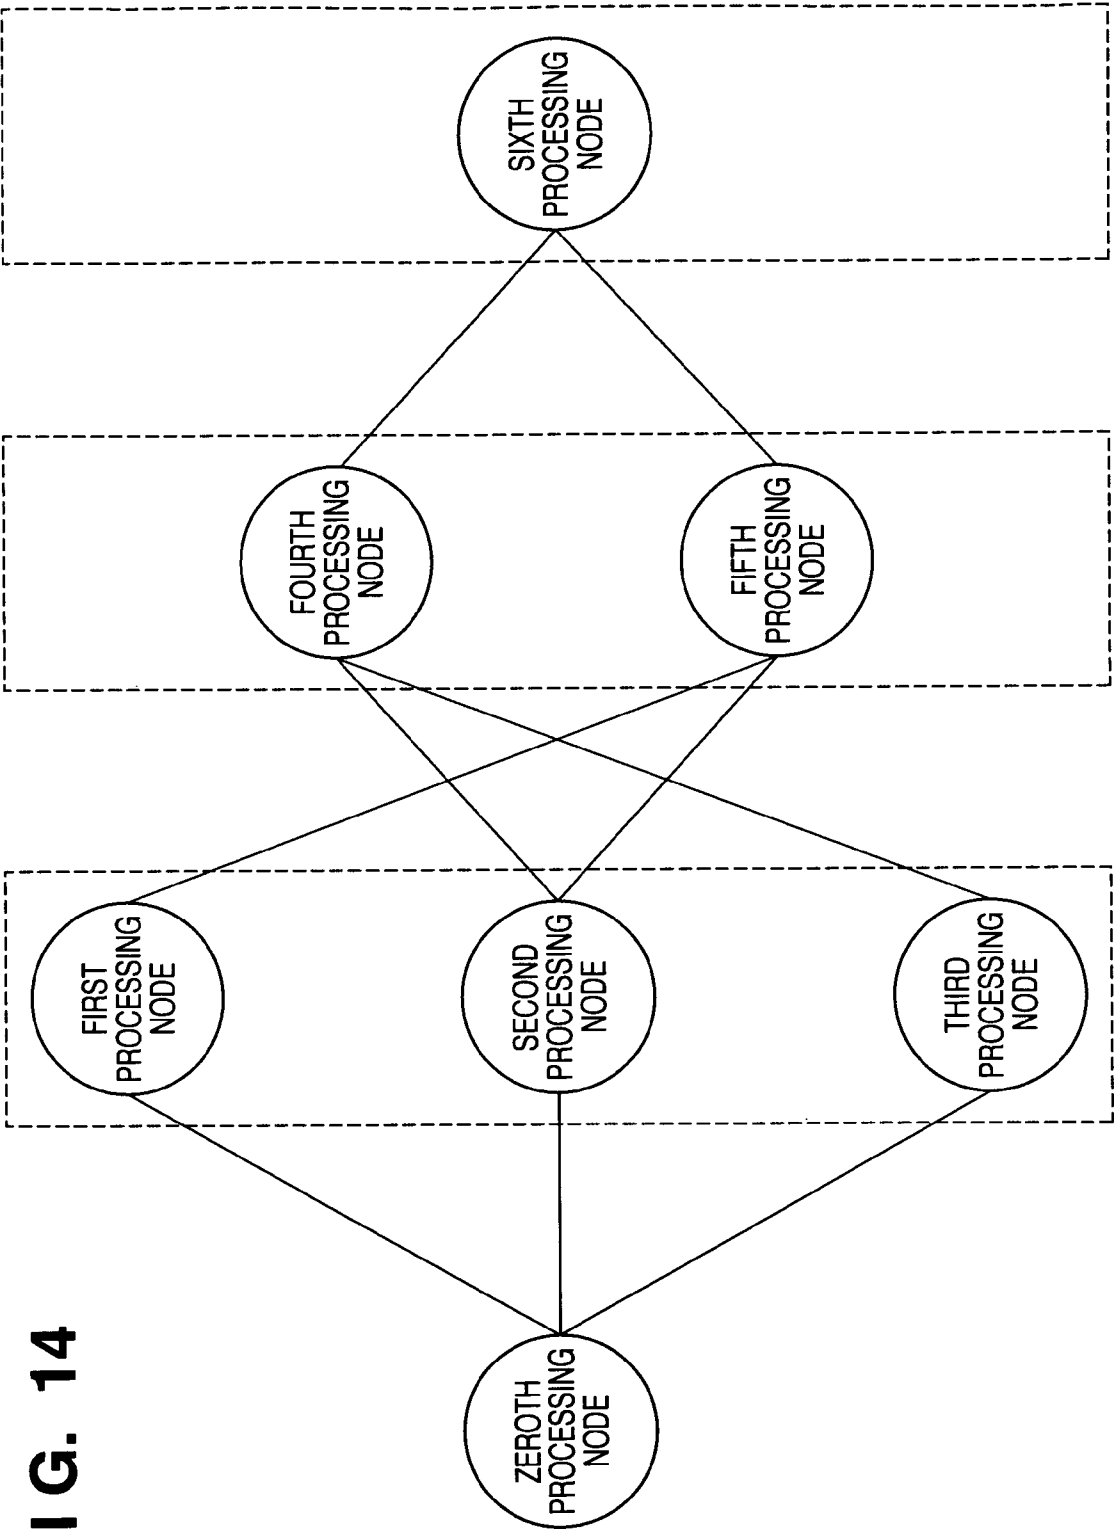 I G. 14
ZEROTH
PROCESSING
NODE
FIRST
PROCESSING
NODE
SECOND
PROCESSING
NODE
THIRD
PROCESSING
NODE
FOURTH
PROCESSING
NODE
FIFTH
PROCESSING
NODE
SIXTH
PROCESSING
NODE